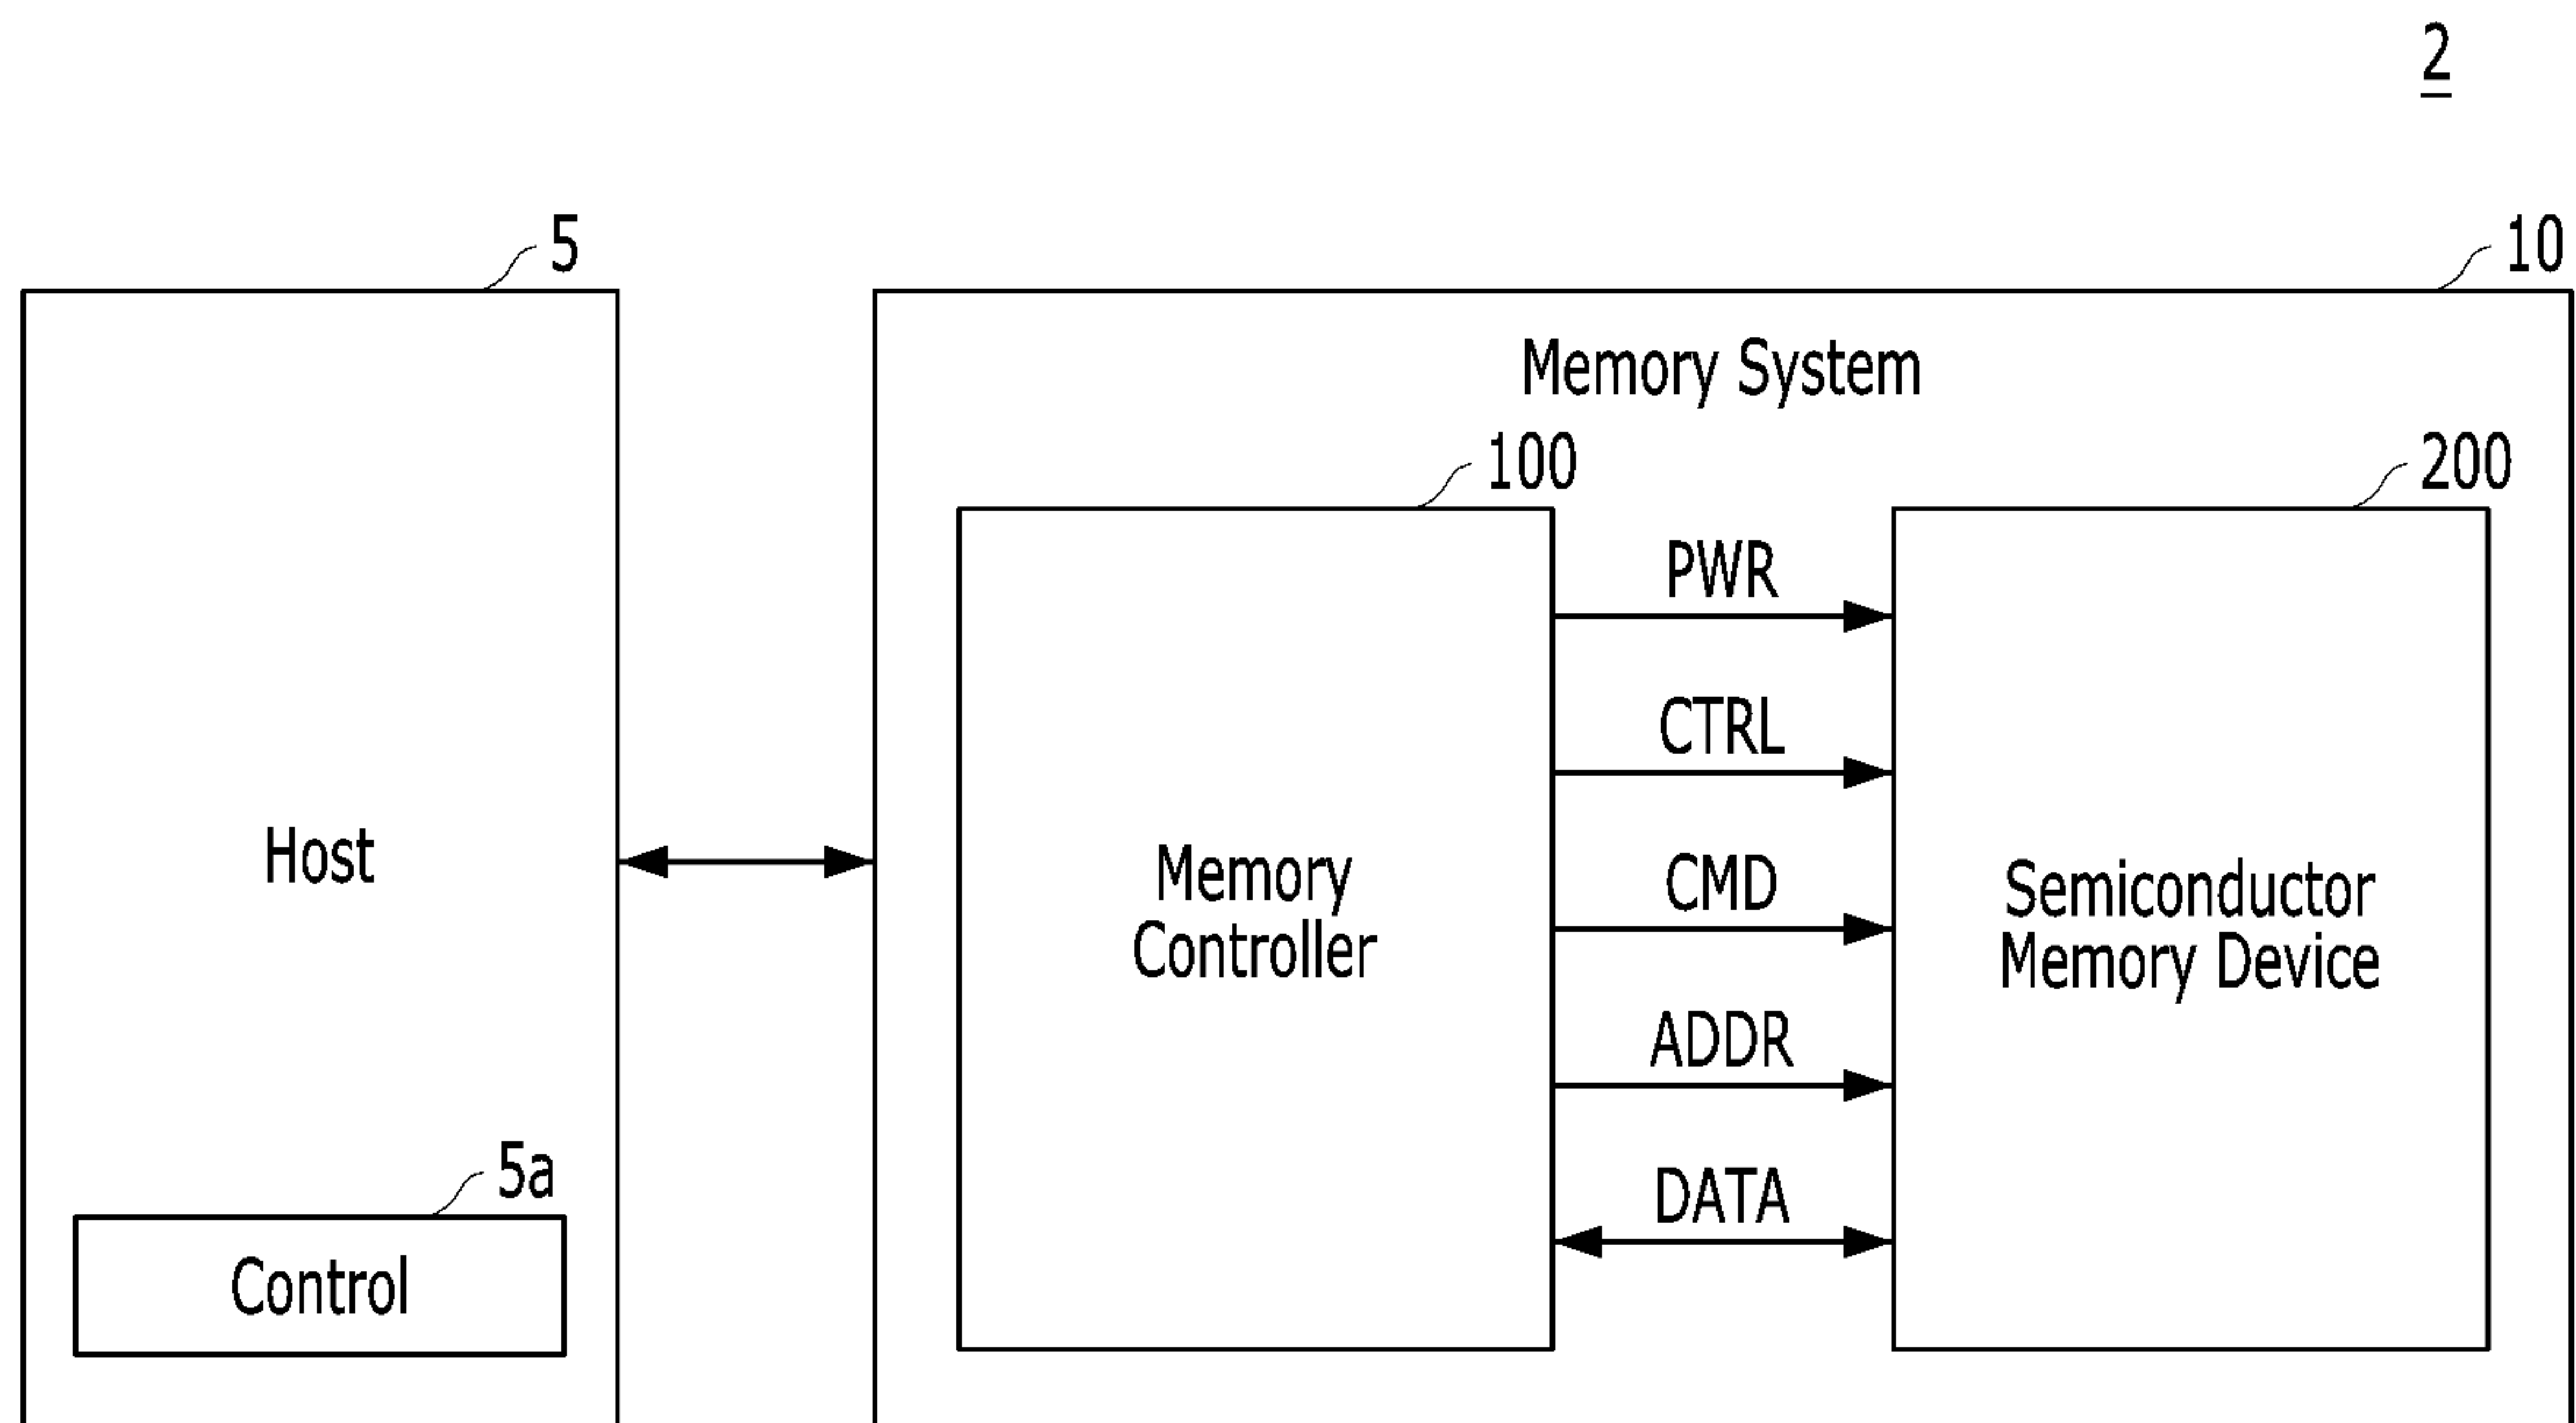 2
5
10
Memory System
100
200
PWR
CTRL
Host
Memory
Controller
CMD
Semiconductor
Memory Device
ADDR
5a
DATA
Control